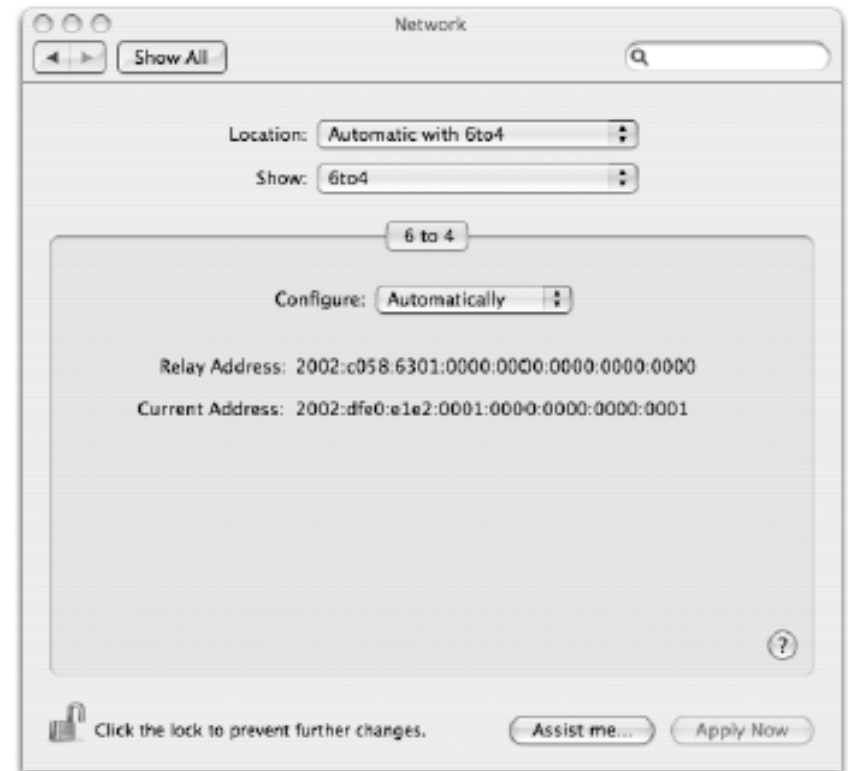 Network
Show All
Location: Automatic with 6to4
Show: 6to4
6 to 4
Configure: Automatically
Relay Address: 2002:c058:6301:0000:0000:0000:0000:0000
Current Address: 2002:dfe0:e1e2:0001:0000:0000:0000:0001
?
Click the lock to prevent further changes.
Assist me...
Apply Now